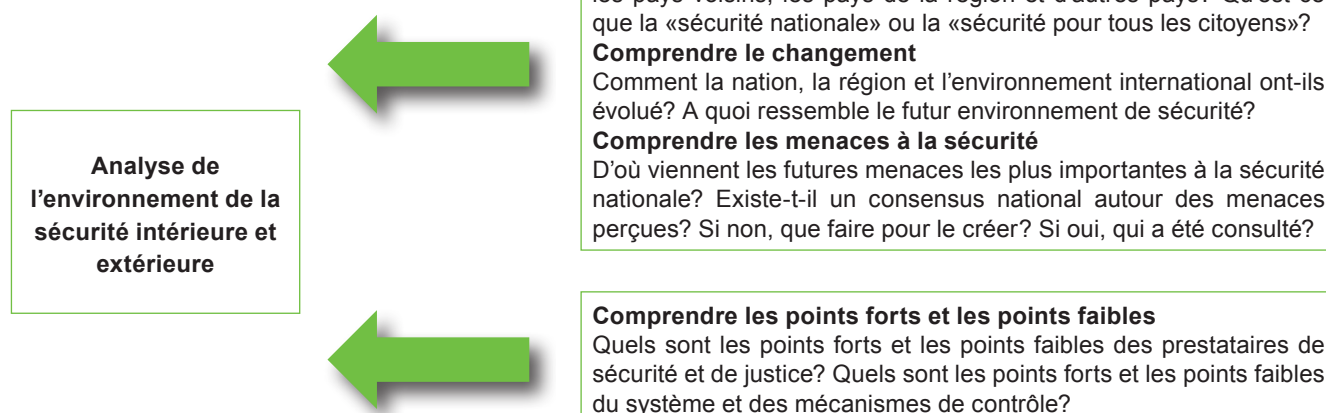 Analyse de
l’environnement de la
sécurité intérieure et
extérieure
les pays voisins, les pays de la région et d’autres pays? Qu’est-ce
que la «sécurité nationale» ou la «sécurité pour tous les citoyens»?
Comprendre le changement
Comment la nation, la région et l’environnement international ont-ils
évolué? A quoi ressemble le futur environnement de sécurité?
Comprendre les menaces à la sécurité
D’où viennent les futures menaces les plus importantes à la sécurité
nationale? Existe-t-il un consensus national autour des menaces
perçues? Si non, que faire pour le créer? Si oui, qui a été consulté?
Comprendre les points forts et les points faibles
Quels sont les points forts et les points faibles des prestataires de
sécurité et de justice? Quels sont les points forts et les points faibles
du système et des mécanismes de contrôle?